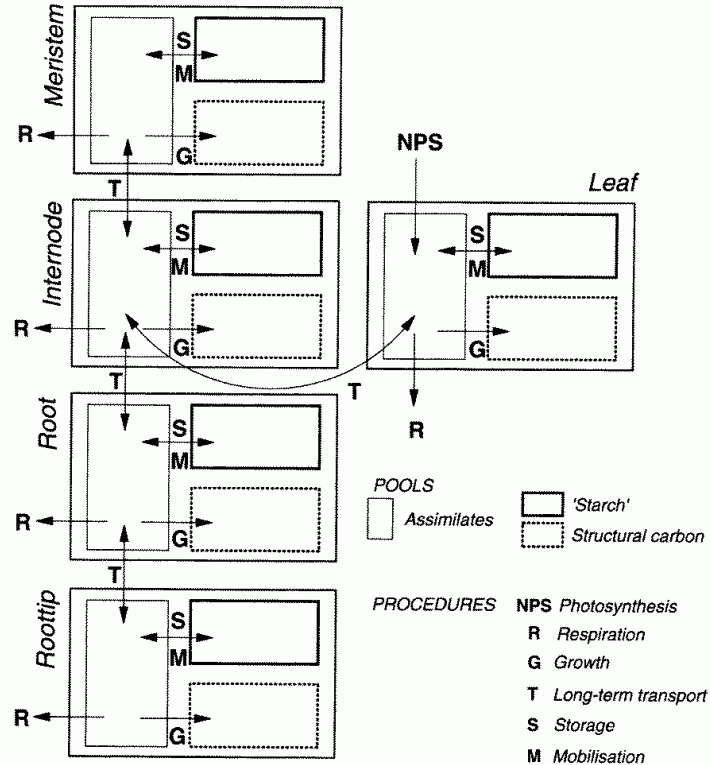 Meristem
S
M
R
G
T
NPS
Leaf
Internode
S
M
R
G
S
M
G
T
T
R
Root
S
M
R
G
T
POOLS
Assimilates
'Starch'
Structural carbon
Roottip
S
M
R
G
PROCEDURES
NPS Photosynthesis
R Respiration
G Growth
T Long-term transport
S Storage
M Mobilisation